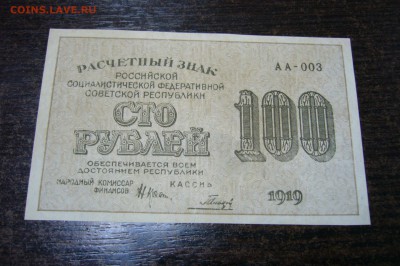 COINS.LAVE.RU
РАСЧЕТНЫЙ ЗНАК
РОССИЙСКОЙ
СОЦИАЛИСТИЧЕСКОЙ ФЕДЕРАТИВНОЙ
СОВЕТСКОЙ РЕСПУБЛИКИ
АА-003
СТО
РУБЛЕЙ
100
ОБЕСПЕЧИВАЕТСЯ ВСЕМ
ДОСТОЯНИЕМ РЕСПУБЛИКИ
НАРОДНЫЙ КОМИССАР
ФИНАНСОВ
КАССИР
1919